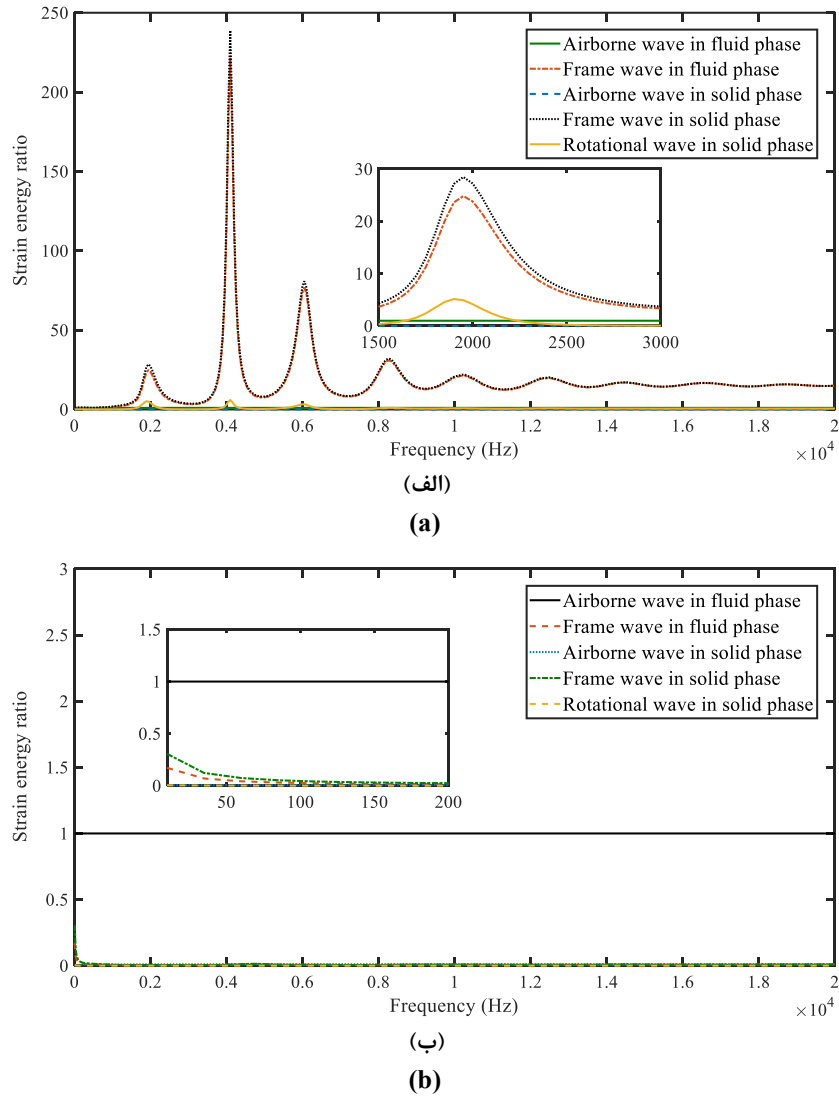 250
200
150
100
50
0
Strain energy ratio
Airborne wave in fluid phase
Frame wave in fluid phase
Airborne wave in solid phase
Frame wave in solid phase
Rotational wave in solid phase
30
20
10
0
1500 2000 2500 3000
0 0.2 0.4 0.6 0.8 1 1.2 1.4 1.6 1.8 2
Frequency (Hz)
×10⁴
(الف)
(a)
3
2.5
2
1.5
1
0.5
0
Strain energy ratio
Airborne wave in fluid phase
Frame wave in fluid phase
Airborne wave in solid phase
Frame wave in solid phase
Rotational wave in solid phase
1.5
1
0.5
0
50 100 150 200
0 0.2 0.4 0.6 0.8 1 1.2 1.4 1.6 1.8 2
Frequency (Hz)
×10⁴
(ب)
(b)